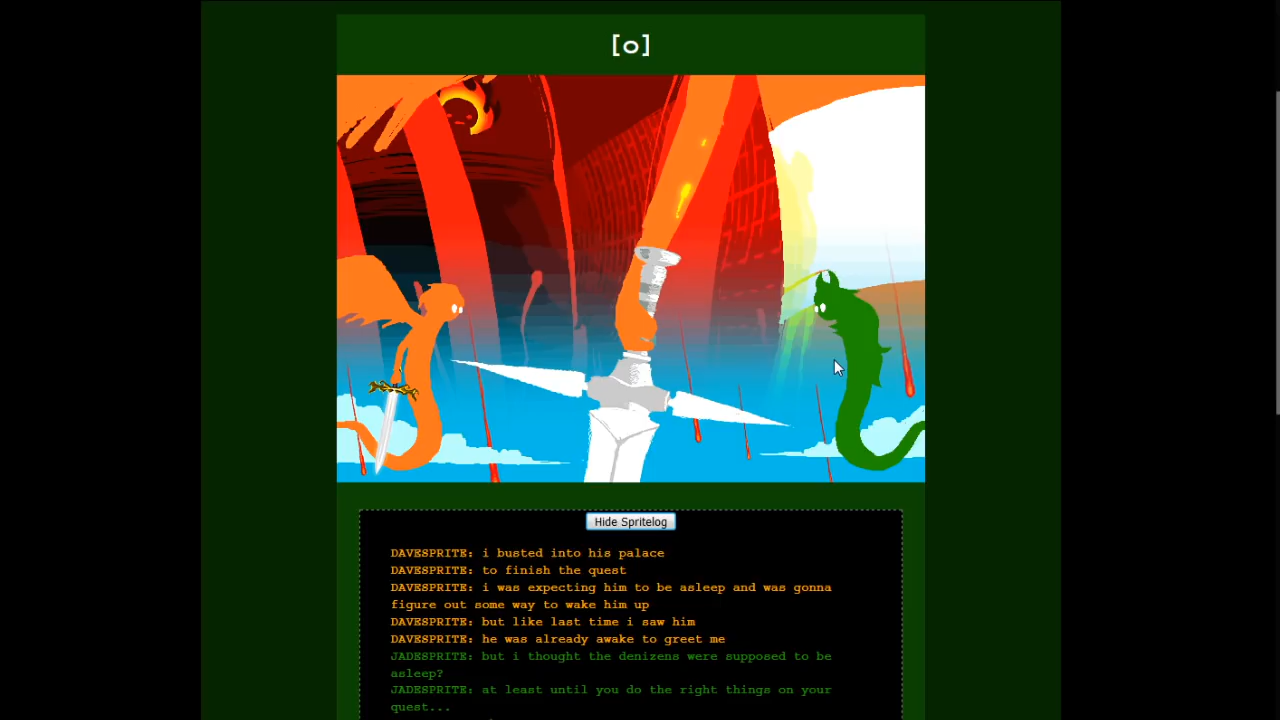 [o]
Hide Spritelog
DAVESPRITE: i busted into his palace
DAVESPRITE: to finish the quest
DAVESPRITE: i was expecting him to be asleep and was gonna
figure out some way to wake him up
DAVESPRITE: but like last time i saw him
DAVESPRITE: he was already awake to greet me
JADESPRITE: but i thought the denizens were supposed to be
asleep?
JADESPRITE: at least until you do the right things on your
quest...